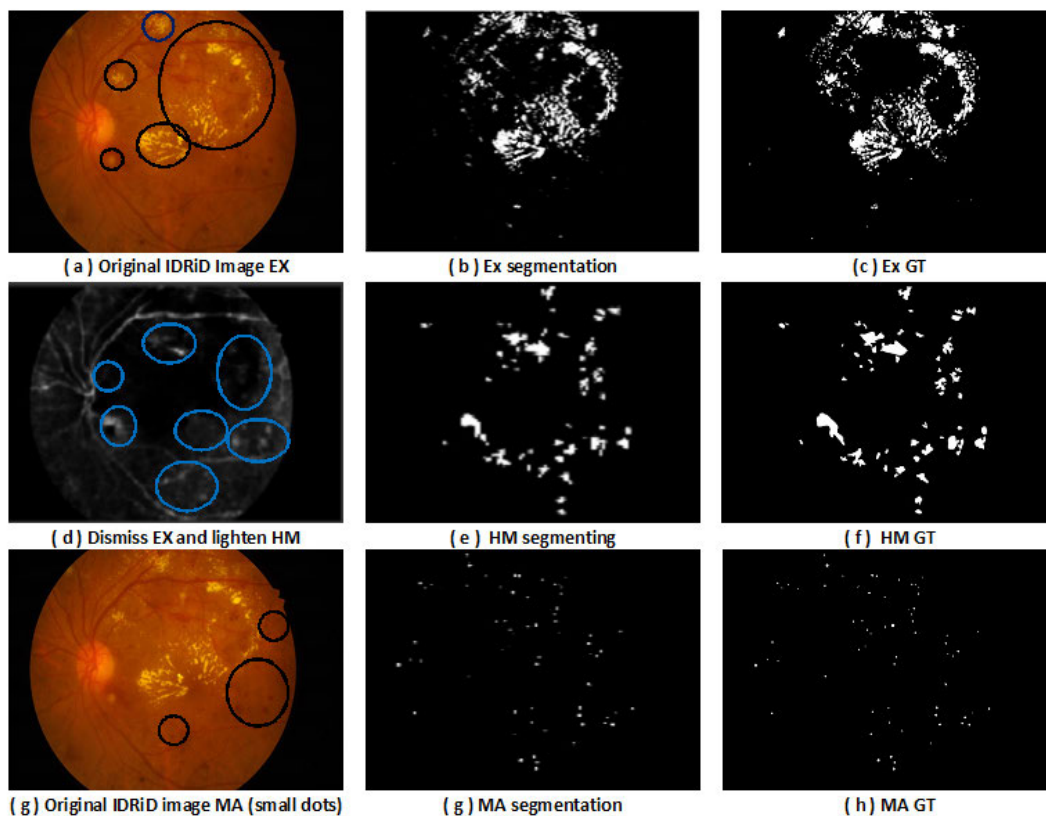 ( a ) Original IDRiD Image EX
( b ) Ex segmentation
(c) Ex GT
( d ) Dismiss EX and lighten HM
( e ) HM segmenting
( f ) HM GT
( g ) Original IDRiD image MA (small dots)
( g ) MA segmentation
( h ) MA GT